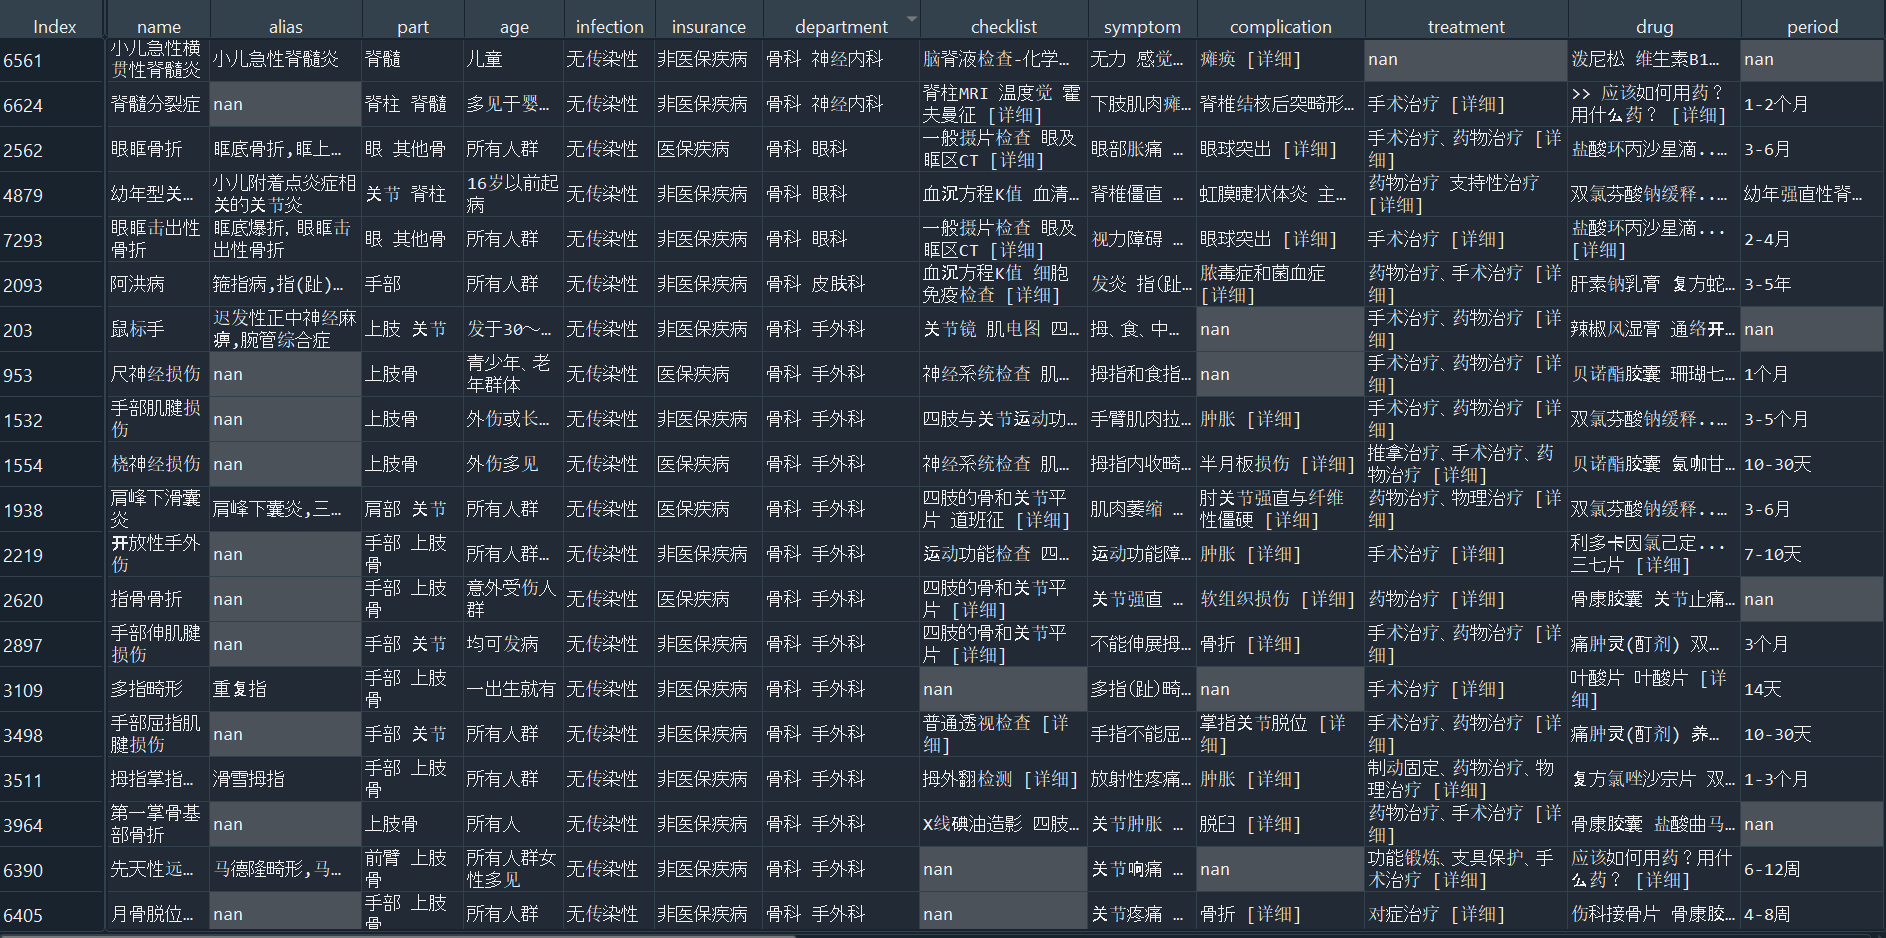 Index name alias part age infection insurance department checklist symptom complication treatment drug period
6561 小儿急性横贯性脊髓炎 小儿急性脊髓炎 脊髓 儿童 无传染性 非医保疾病 骨科 神经内科 脑脊液检查-化学… 无力 感觉… 瘫痪 [详细] nan 泼尼松 维生素B1… nan
6624 脊髓分裂症 nan 脊柱 脊髓 多见于婴… 无传染性 非医保疾病 骨科 神经内科 脊柱MRI 温度觉 霍夫曼征 [详细] 下肢肌肉瘫… 脊椎结核后突畸形… 手术治疗 [详细] >> 应该如何用药？用什么药？ [详细] 1-2个月
2562 眼眶骨折 眶底骨折,眶上… 眼 其他骨 所有人群 无传染性 医保疾病 骨科 眼科 一般摄片检查 眼及眶区CT [详细] 眼部胀痛 … 眼球突出 [详细] 手术治疗、药物治疗 [详细] 盐酸环丙沙星滴... 3-6月
4879 幼年型关… 小儿附着点炎症相关的关节炎 关节 脊柱 16岁以前起病 无传染性 非医保疾病 骨科 眼科 血沉方程K值 血清… 脊椎僵直 … 虹膜睫状体炎 主… 药物治疗 支持性治疗 [详细] 双氯芬酸钠缓释... 幼年强直性脊…
7293 眼眶击出性骨折 眶底爆折，眼眶击出性骨折 眼 其他骨 所有人群 无传染性 非医保疾病 骨科 眼科 一般摄片检查 眼及眶区CT [详细] 视力障碍 … 眼球突出 [详细] 手术治疗 [详细] 盐酸环丙沙星滴... [详细] 2-4月
2093 阿洪病 箍指病,指(趾)… 手部 所有人群 无传染性 非医保疾病 骨科 皮肤科 血沉方程K值 细胞免疫检查 [详细] 发炎 指(趾… 脓毒症和菌血症 [详细] 药物治疗、手术治疗 [详细] 肝素钠乳膏 复方蛇… 3-5年
203 鼠标手 迟发性正中神经麻痹,腕管综合症 上肢 关节 发于30～… 无传染性 非医保疾病 骨科 手外科 关节镜 肌电图 四… 拇、食、中… nan 手术治疗、药物治疗 [详细] 辣椒风湿膏 通络开… nan
953 尺神经损伤 nan 上肢骨 青少年、老年群体 无传染性 医保疾病 骨科 手外科 神经系统检查 肌… 拇指和食指… nan 手术治疗、药物治疗 [详细] 贝诺酯胶囊 珊瑚七… 1个月
1532 手部肌腱损伤 nan 上肢骨 外伤或长… 无传染性 非医保疾病 骨科 手外科 四肢与关节运动功… 手臂肌肉拉… 肿胀 [详细] 手术治疗、药物治疗 [详细] 双氯芬酸钠缓释... 3-5个月
1554 桡神经损伤 nan 上肢骨 外伤多见 无传染性 医保疾病 骨科 手外科 神经系统检查 肌… 拇指内收畸… 半月板损伤 [详细] 推拿治疗、手术治疗、药物治疗 [详细] 贝诺酯胶囊 氨咖甘… 10-30天
1938 肩峰下滑囊炎 肩峰下囊炎,三… 肩部 关节 所有人群 无传染性 医保疾病 骨科 手外科 四肢的骨和关节平片 道班征 [详细] 肌肉萎缩 … 肘关节强直与纤维性僵硬 [详细] 药物治疗、物理治疗 [详细] 双氯芬酸钠缓释... 3-6月
2219 开放性手外伤 nan 手部 上肢骨 所有人群… 无传染性 非医保疾病 骨科 手外科 运动功能检查 四… 运动功能障… 肿胀 [详细] 手术治疗 [详细] 利多卡因氯己定...三七片 [详细] 7-10天
2620 指骨骨折 nan 手部 上肢骨 意外受伤人群 无传染性 医保疾病 骨科 手外科 四肢的骨和关节平片 [详细] 关节强直 … 软组织损伤 [详细] 药物治疗 [详细] 骨康胶囊 关节止痛… nan
2897 手部伸肌腱损伤 nan 手部 关节 均可发病 无传染性 非医保疾病 骨科 手外科 四肢的骨和关节平片 [详细] 不能伸展拇… 骨折 [详细] 手术治疗、药物治疗 [详细] 痛肿灵(酊剂) 双… 3个月
3109 多指畸形 重复指 手部 上肢骨 一出生就有 无传染性 非医保疾病 骨科 手外科 nan 多指(趾)畸… nan 手术治疗 [详细] 叶酸片 叶酸片 [详细] 14天
3498 手部屈指肌腱损伤 nan 手部 关节 所有人群 无传染性 非医保疾病 骨科 手外科 普通透视检查 [详细] 手指不能屈… 掌指关节脱位 [详细] 手术治疗、药物治疗 [详细] 痛肿灵(酊剂) 养… 10-30天
3511 拇指掌指… 滑雪拇指 手部 上肢骨 所有人群 无传染性 非医保疾病 骨科 手外科 拇外翻检测 [详细] 放射性疼痛… 肿胀 [详细] 制动固定、药物治疗、物理治疗 [详细] 复方氯唑沙宗片 双… 1-3个月
3964 第一掌骨基部骨折 nan 上肢骨 所有人 无传染性 非医保疾病 骨科 手外科 X线碘油造影 四肢… 关节肿胀 … 脱臼 [详细] 药物治疗、手术治疗 [详细] 骨康胶囊 盐酸曲马… nan
6390 先天性远… 马德隆畸形,马… 前臂 上肢骨 所有人群女性多见 无传染性 非医保疾病 骨科 手外科 nan 关节响痛 … nan 功能锻炼、支具保护、手术治疗 [详细] 应该如何用药？用什么药？ [详细] 6-12周
6405 月骨脱位… nan 手部 上肢骨 所有人群 无传染性 非医保疾病 骨科 手外科 nan 关节疼痛 … 骨折 [详细] 对症治疗 [详细] 伤科接骨片 骨康胶… 4-8周